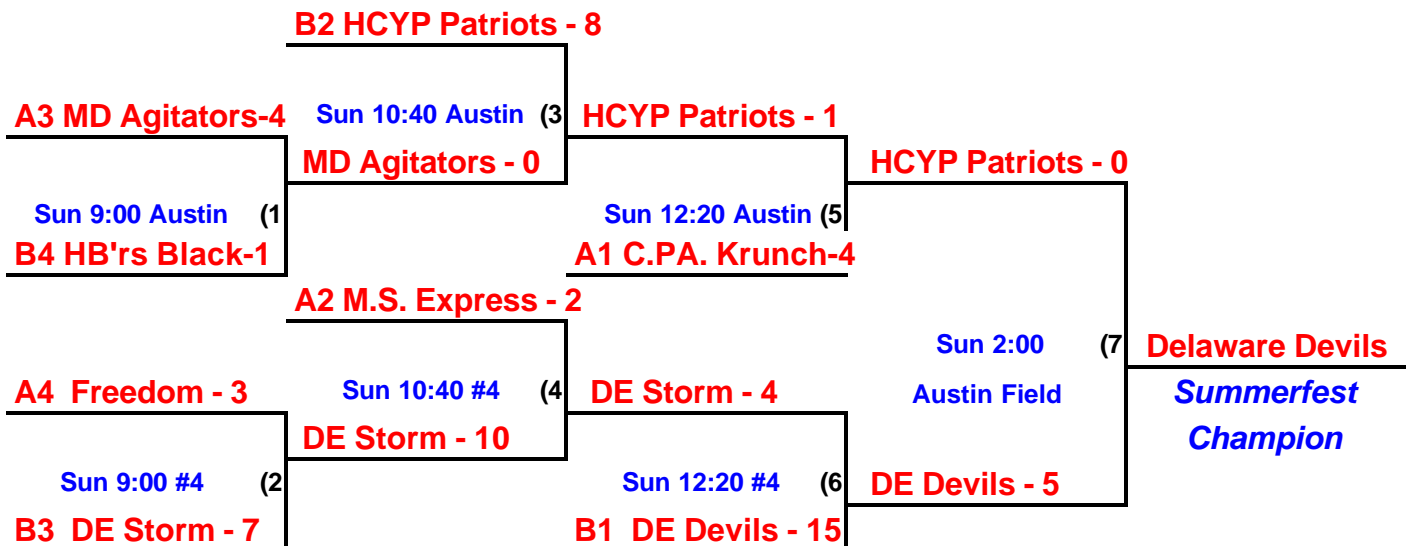 B2 HCYP Patriots - 8
A3 MD Agitators-4
Sun 10:40 Austin (3
HCYP Patriots - 1
MD Agitators - 0
HCYP Patriots - 0
Sun 9:00 Austin (1
Sun 12:20 Austin (5
B4 HB'rs Black-1
A1 C.PA. Krunch-4
A2 M.S. Express - 2
Sun 2:00 (7
Delaware Devils
A4 Freedom - 3
Sun 10:40 #4 (4
DE Storm - 4
Austin Field
Summerfest
DE Storm - 10
Champion
Sun 9:00 #4 (2
Sun 12:20 #4 (6
DE Devils - 5
B3 DE Storm - 7
B1 DE Devils - 15